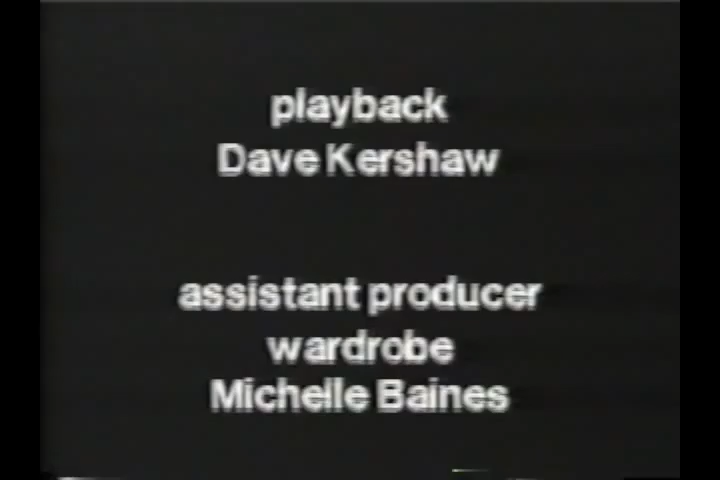 playback
Dave Kershaw
assistant producer
wardrobe
Michelle Baines